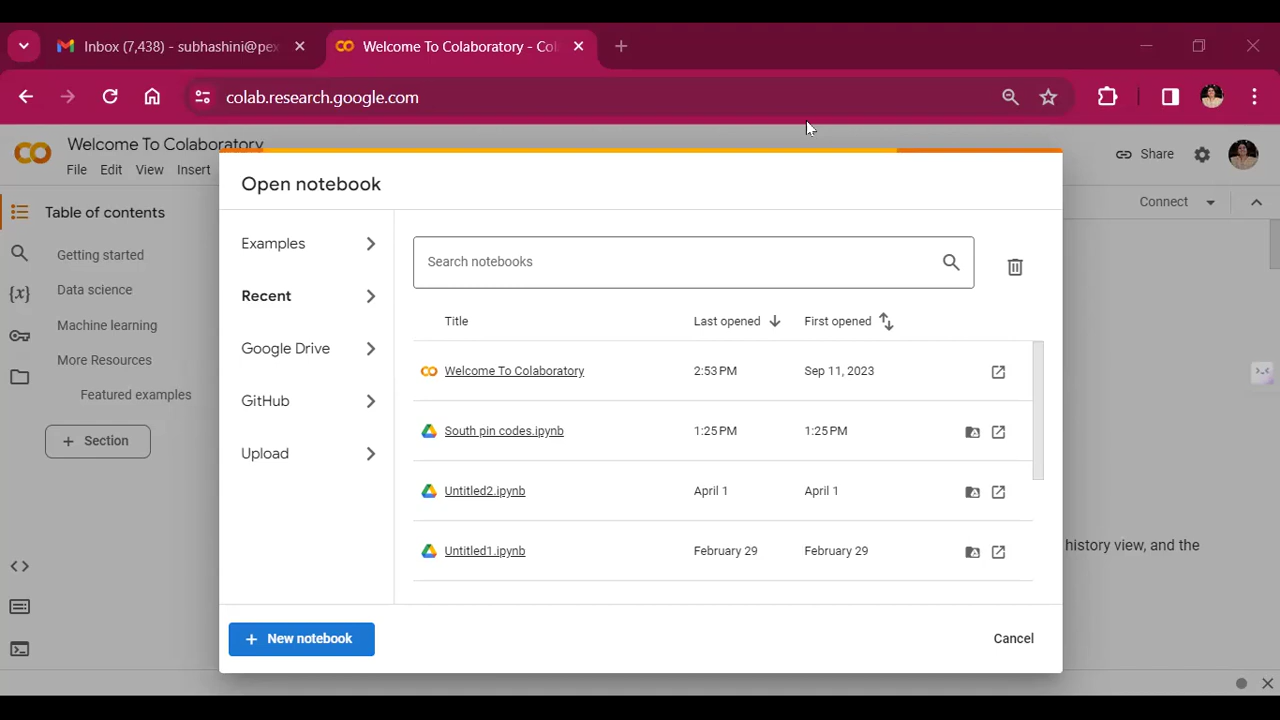 Inbox (7,438) - subhashini@pex
Welcome To Colaboratory - Col
colab.research.google.com
Welcome To Colaboratory
File Edit View Insert
Share
Connect
Table of contents
Getting started
Data science
Machine learning
More Resources
Featured examples
+ Section
Open notebook
Examples
Recent
Google Drive
GitHub
Upload
Search notebooks
Title Last opened First opened
Welcome To Colaboratory 2:53 PM Sep 11, 2023
South pin codes.ipynb 1:25 PM 1:25 PM
Untitled2.ipynb April 1 April 1
Untitled1.ipynb February 29 February 29
history view, and the
+ New notebook
Cancel